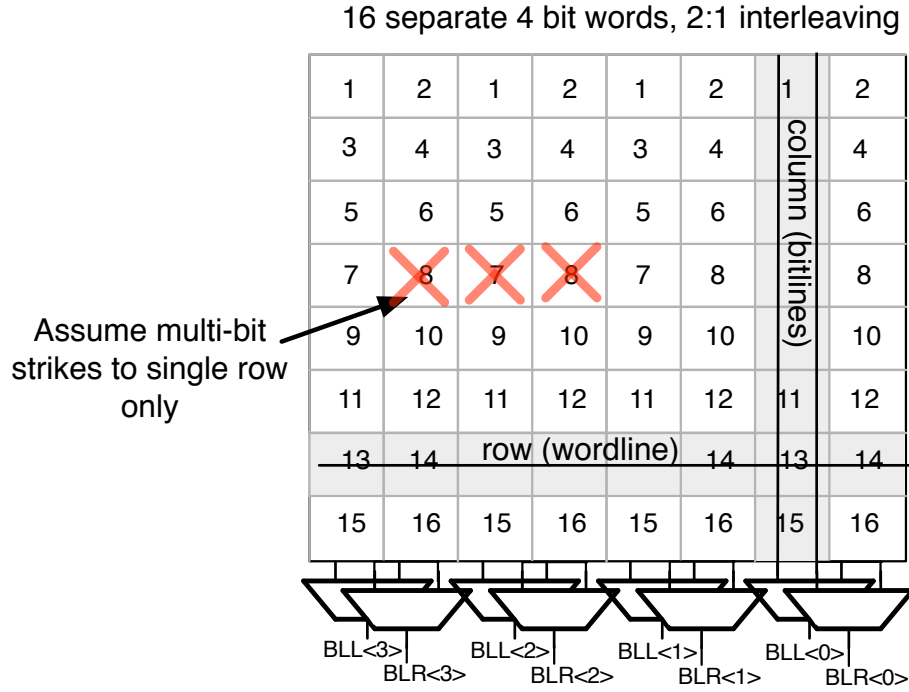 16 separate 4 bit words, 2:1 interleaving
1 2 1 2 1 2 1 2
3 4 3 4 3 4 4
5 6 5 6 5 6 6
7 8 7 8 7 8 8
9 10 9 10 9 10 10
11 12 11 12 11 12 11 12
13 14 14 13 14
15 16 15 16 15 16 15 16
column (bitlines)
row (wordline)
Assume multi-bit
strikes to single row
only
BLL<3> BLL<2> BLL<1> BLL<0>
BLR<3> BLR<2> BLR<1> BLR<0>